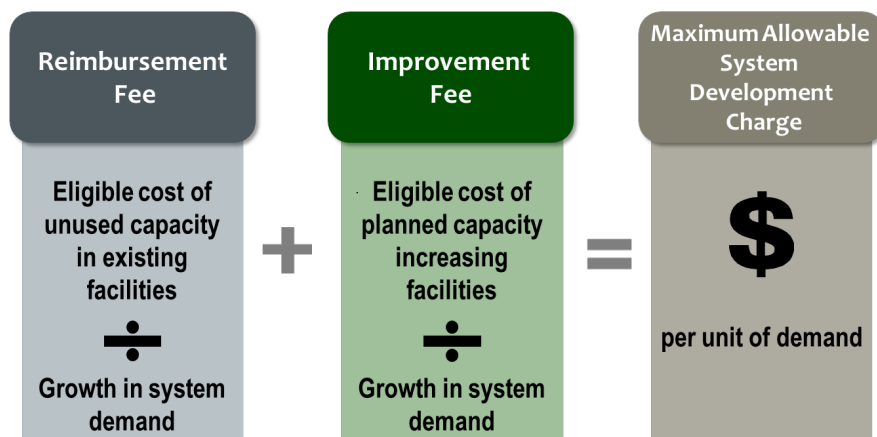 Reimbursement
Fee
Eligible cost of
unused capacity
in existing
facilities
÷
Growth in system
demand
+
Improvement
Fee
Eligible cost of
planned capacity
increasing
facilities
÷
Growth in system
demand
=
Maximum Allowable
System
Development
Charge
$
per unit of demand